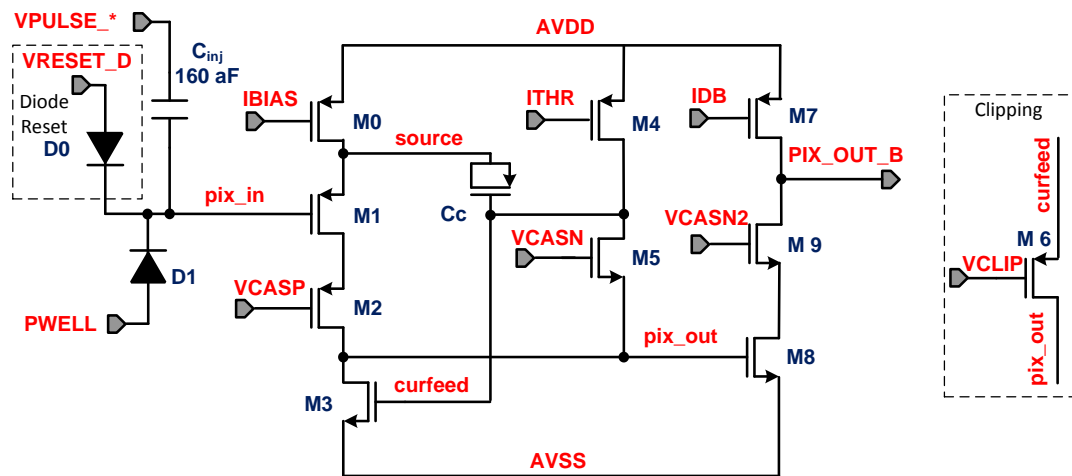 VPULSE_*
AVDD
VRESET_D
Cinj
160 aF
Diode
Reset
D0
IBIAS
M0
ITHR
M4
IDB
M7
Clipping
source
PIX_OUT_B
pix_in
M1
Cc
VCASN
M5
VCASN2
M 9
curfeed
M 6
VCLIP
D1
VCASP
M2
PWELL
pix_out
M8
pix_out
M3
curfeed
AVSS